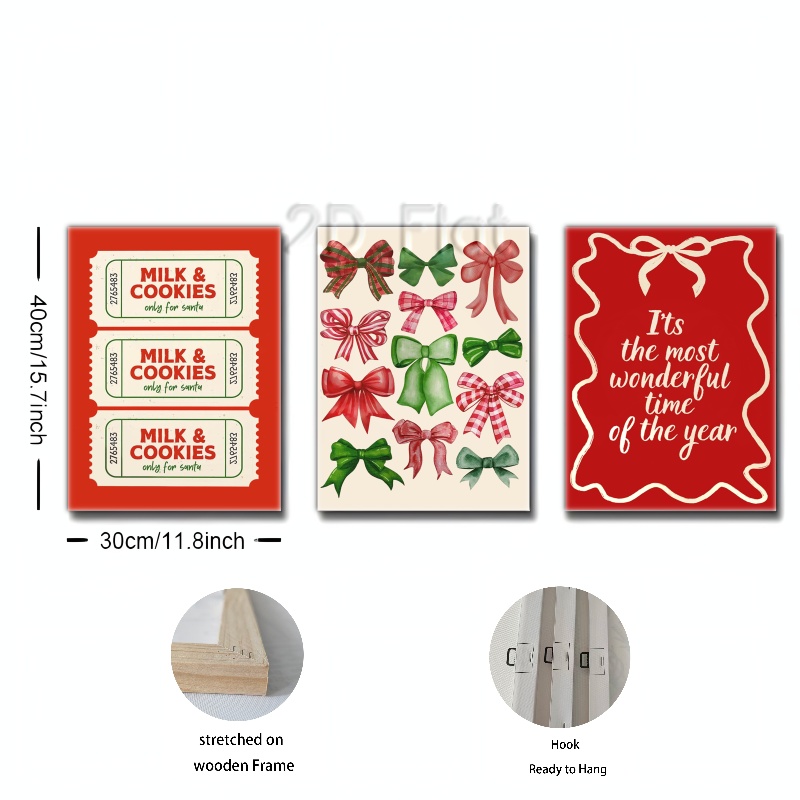 2D Flat
MILK &
COOKIES
only for santa
2765483
2765483
MILK &
COOKIES
only for santa
2765483
2765483
MILK &
COOKIES
only for santa
2765483
2765483
It's
the most
wonderful
time
of the year
40cm/15.7inch
30cm/11.8inch
stretched on
wooden Frame
Hook
Ready to Hang